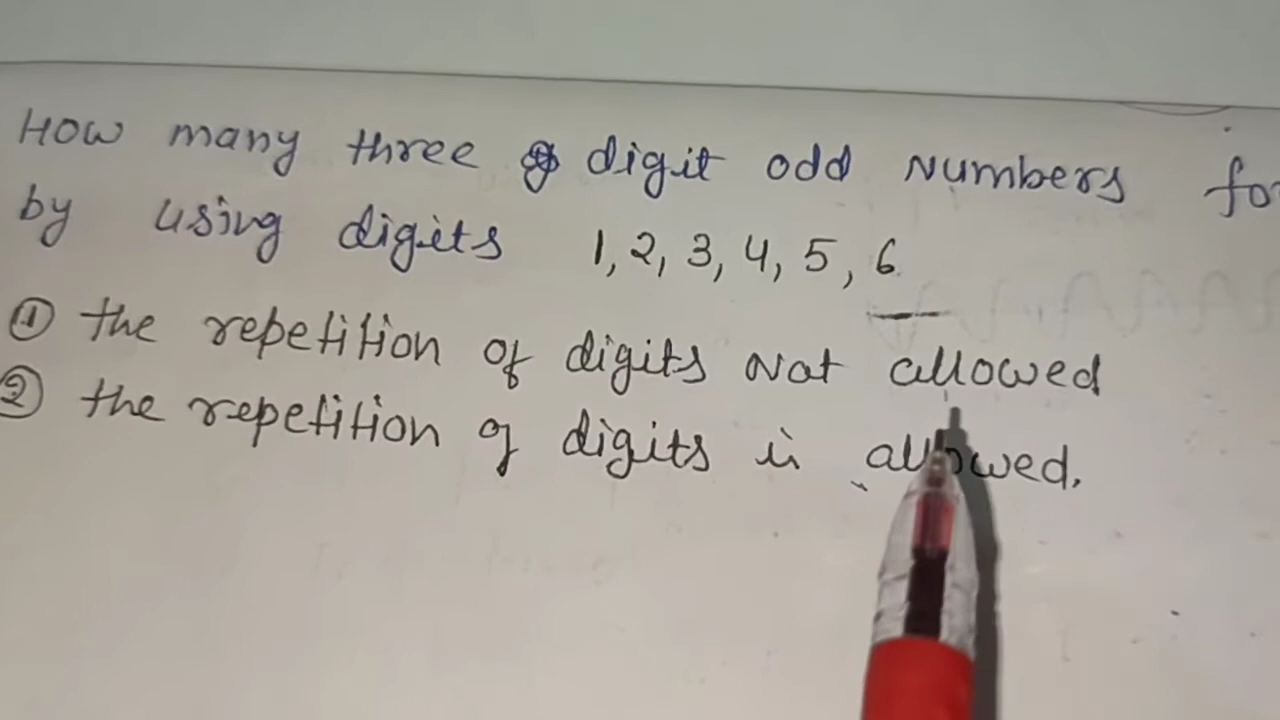 How many three digit odd numbers
by using digits 1, 2, 3, 4, 5, 6
① the repetition of digits Not allowed
② the repetition of digits is allowed.